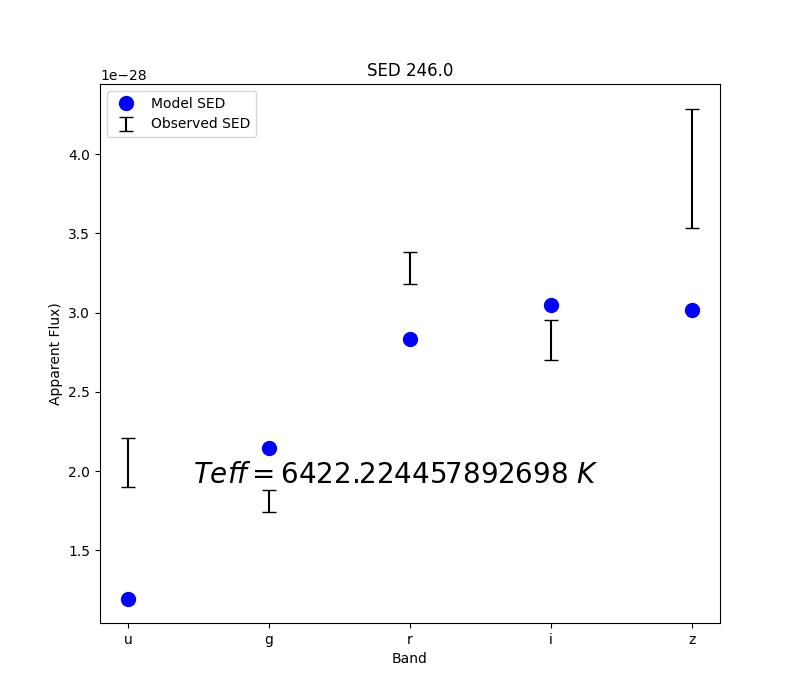 SED 246.0
1e−28
Model SED
Observed SED
4.0
3.5
3.0
2.5
2.0
1.5
Apparent Flux)
Teff = 6422.224457892698 K
u g r i z
Band